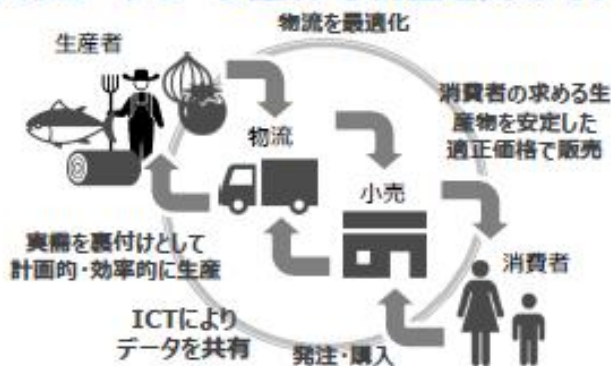 物流を最適化
生産者
消費者の求める生
産物を安定した
適正価格で販売
物流
小売
実需を裏付けとして
計画的・効率的に生産
消費者
ICTにより
データを共有
発注・購入